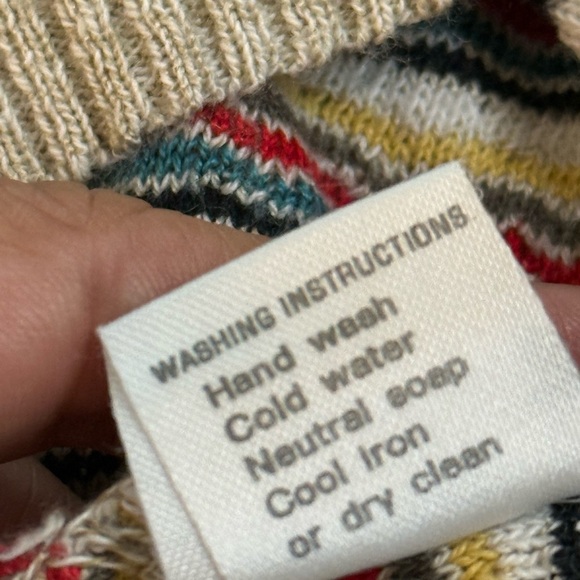 WASHING INSTRUCTIONS
Hand wash
Cold water
Neutral soap
Cool Iron
or dry clean